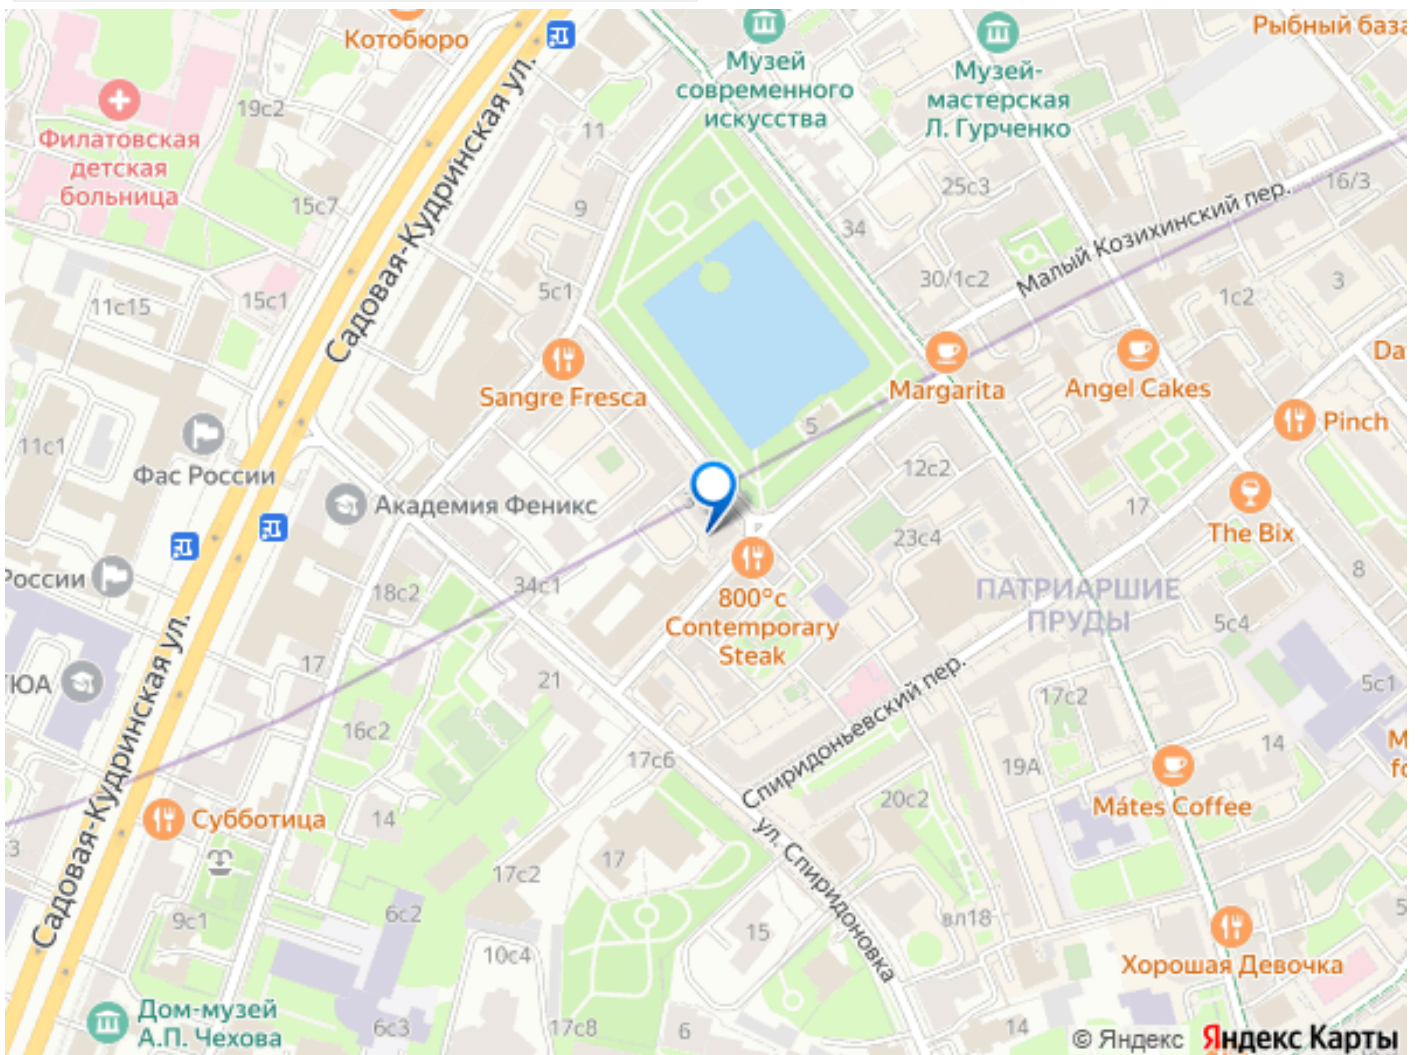 Котобюро
Рыбный база
Музей
современного
искусства
Музей-
мастерская
Л. Гурченко
Филатовская
детская
больница
19с2
11
15с7
9
25с3
16/3
34
Садовая-Кудринская ул.
Малый Козихинский пер.
30/1с2
1с2
3
11с15
15с1
5с1
Sangre Fresca
Margarita
Angel Cakes
Da
Pinch
5
11с1
Фас России
12с2
Академия Феникс
3
17
The Bix
23с4
России
18с2
34с1
800°c
Contemporary
Steak
ПАТРИАРШИЕ
ПРУДЫ
8
5с4
17
21
ТЮА
Спиридоньевский пер.
17с2
5с1
16с2
17с6
19А
14
М
fo
Садовая-Кудринская ул.
Субботица
14
20с2
Mátes Coffee
3
17
ул. Спиридоновка
17с2
9с1
6с2
15
вл18
5
10с4
Хорошая Девочка
Дом-музей
А.П. Чехова
6с3
17с8
6
14
© Яндекс Яндекс Карты